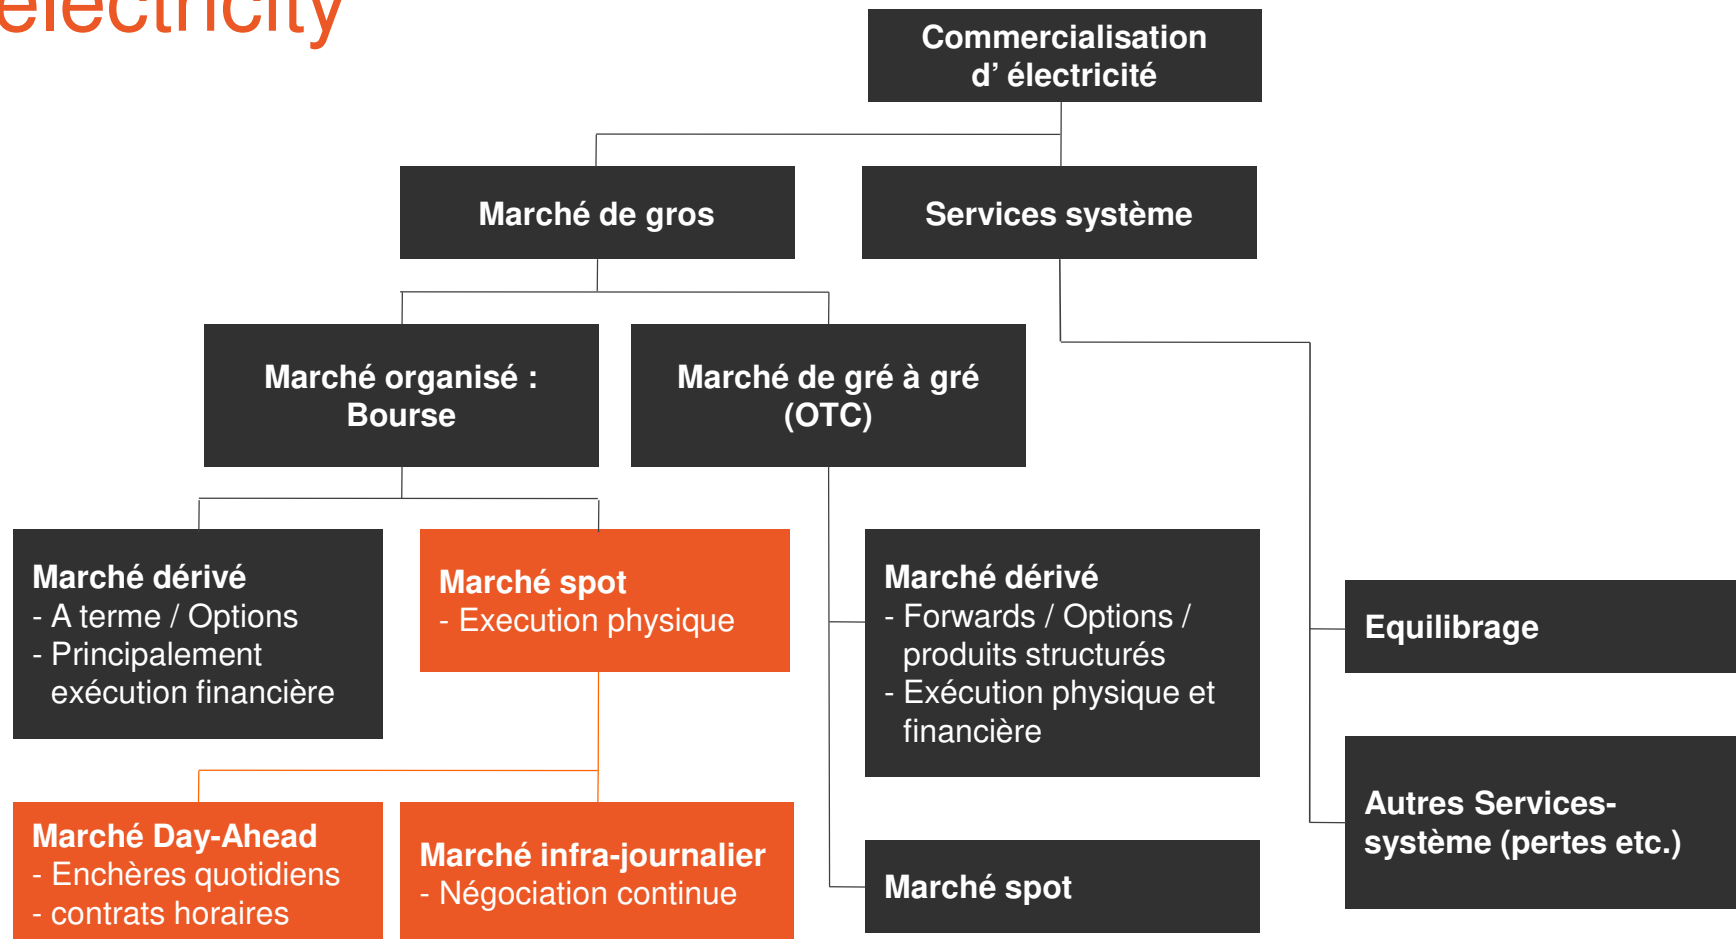 electricity
Commercialisation
d’ électricité
Marché de gros
Services système
Marché organisé :
Bourse
Marché de gré à gré
(OTC)
Marché dérivé
- A terme / Options
- Principalement
exécution financière
Marché spot
- Execution physique
Marché dérivé
- Forwards / Options /
produits structurés
- Exécution physique et
financière
Equilibrage
Marché Day-Ahead
- Enchères quotidiens
- contrats horaires
Marché infra-journalier
- Négociation continue
Marché spot
Autres Services-
système (pertes etc.)